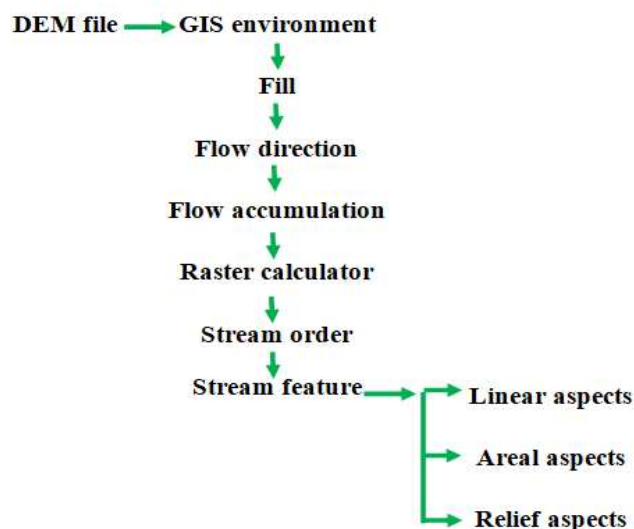 DEM file GIS environment
Fill
Flow direction
Flow accumulation
Raster calculator
Stream order
Stream feature
Linear aspects
Areal aspects
Relief aspects